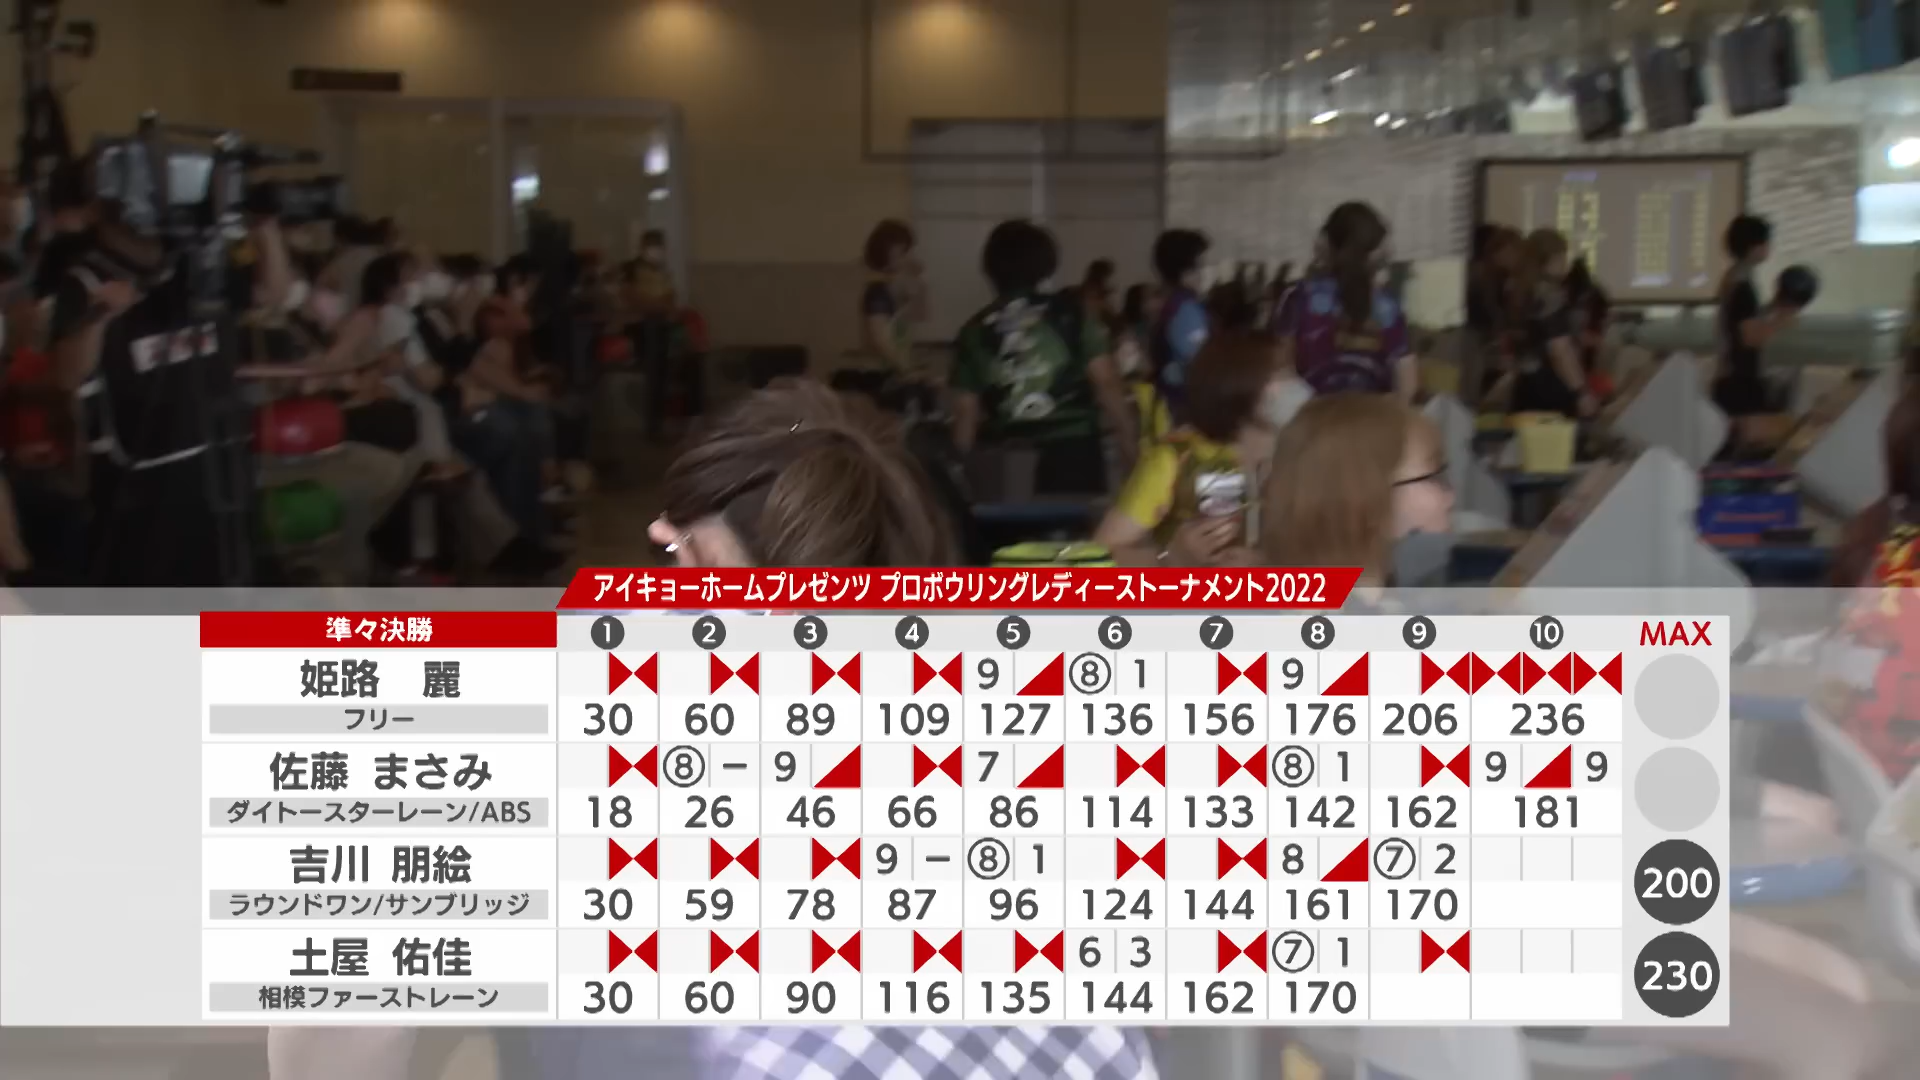 アイキョーホームプレゼンツ プロボウリングレディーストーナメント2022
準々決勝 1 2 3 4 5 6 7 8 9 10 MAX
姫路 麗 9 ⑧ 1 9
フリー 30 60 89 109 127 136 156 176 206 236
佐藤 まさみ ⑧ − 9 7 ⑧ 1 9 9
ダイトースターレーン/ABS 18 26 46 66 86 114 133 142 162 181
吉川 朋絵 9 − ⑧ 1 8 ⑦ 2 200
ラウンドワン/サンブリッジ 30 59 78 87 96 124 144 161 170
土屋 佑佳 6 3 ⑦ 1 230
相模ファーストレーン 30 60 90 116 135 144 162 170